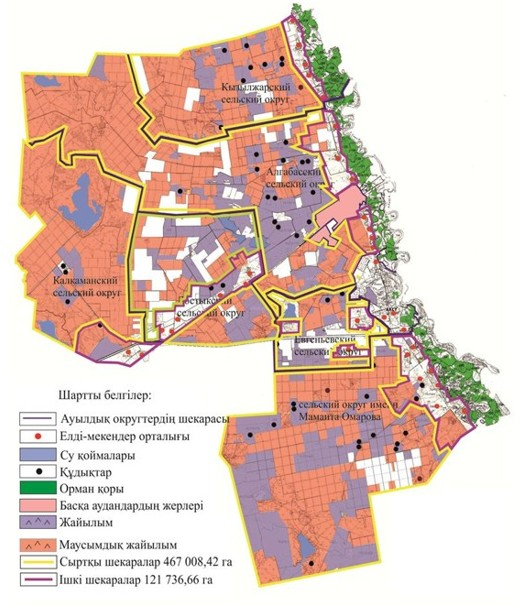 Кызылжарский
сельский округ
Алгабасский
сельский округ
Калкаманский
сельский округ
Достыкский
сельский округ
Евгеньевский
сельский округ
сельский округ имени
Маманта Омарова
Шартты белгілер:
Ауылдық округтердің шекарасы
Елді-мекендер орталығы
Су қоймалары
Құдықтар
Орман қоры
Басқа аудандардың жерлері
Жайылым
Маусымдық жайылым
Сыртқы шекаралар 467 008,42 га
Ішкі шекаралар 121 736,66 га